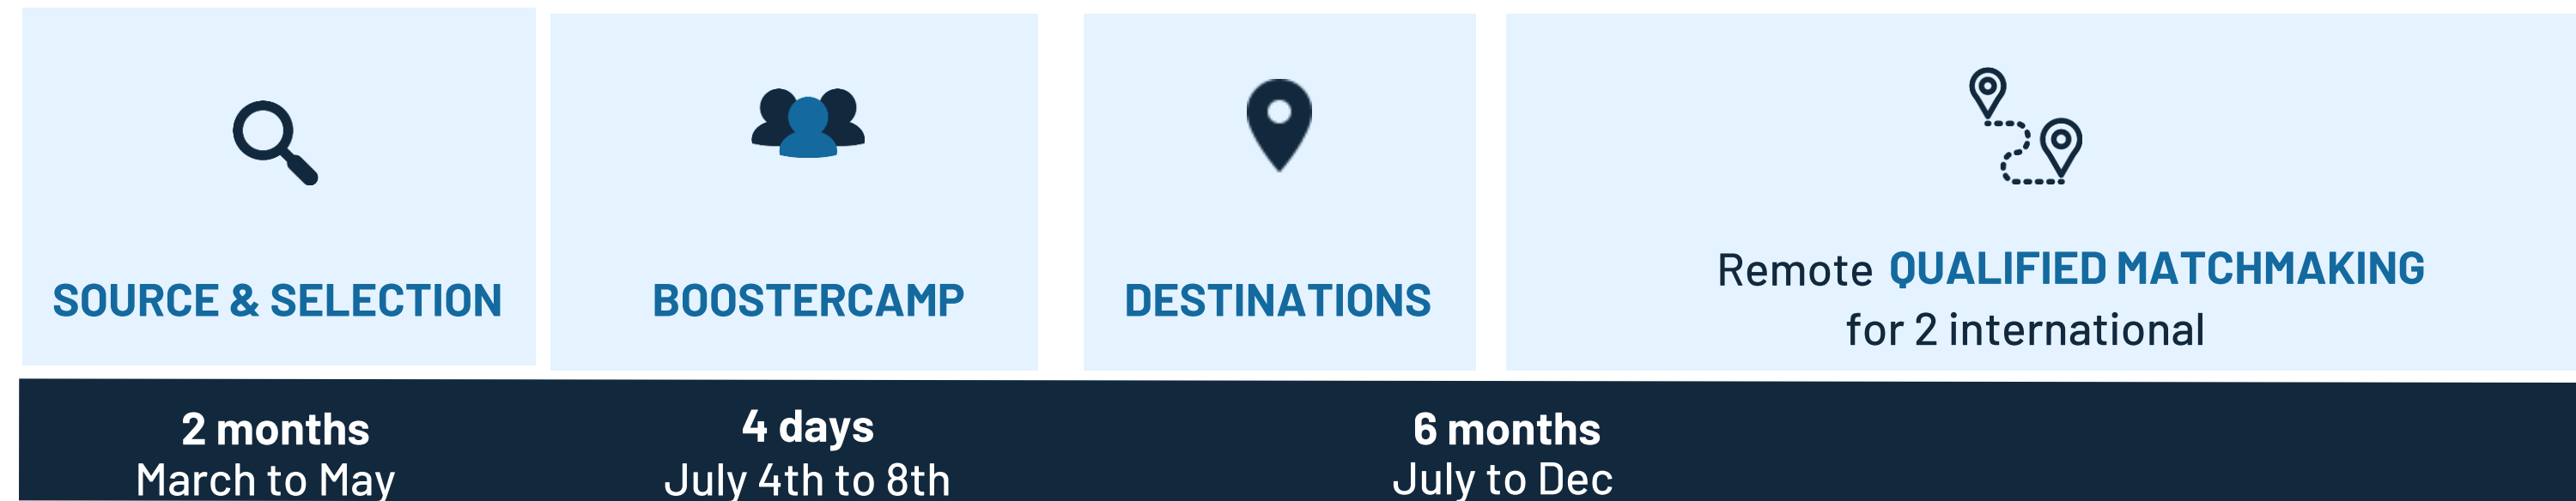 SOURCE & SELECTION
BOOSTERCAMP
DESTINATIONS
Remote QUALIFIED MATCHMAKING
for 2 international
2 months
March to May
4 days
July 4th to 8th
6 months
July to Dec